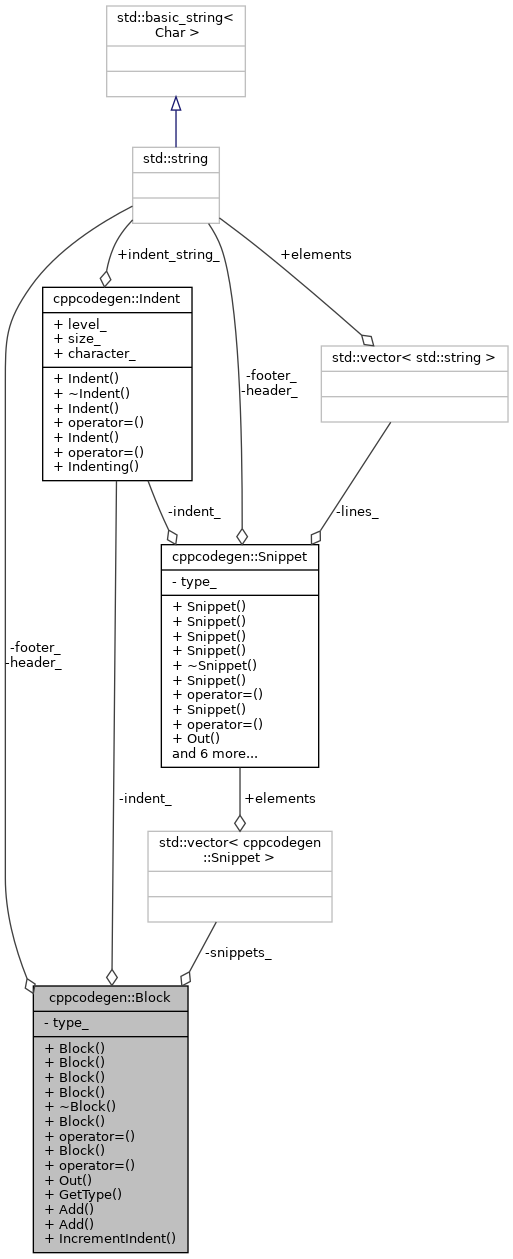 std::basic_string<
Char >
std::string
+indent_string_
+elements
cppcodegen::Indent
+ level_
+ size_
+ character_
+ Indent()
+ ~Indent()
+ Indent()
+ operator=()
+ Indent()
+ operator=()
+ Indenting()
std::vector< std::string >
-footer_
-header_
-indent_
-lines_
cppcodegen::Snippet
- type_
+ Snippet()
+ Snippet()
+ Snippet()
+ Snippet()
+ ~Snippet()
+ Snippet()
+ operator=()
+ Snippet()
+ operator=()
+ Out()
and 6 more...
-footer_
-header_
-indent_
+elements
std::vector< cppcodegen
::Snippet >
-snippets_
cppcodegen::Block
- type_
+ Block()
+ Block()
+ Block()
+ Block()
+ ~Block()
+ Block()
+ operator=()
+ Block()
+ operator=()
+ Out()
+ GetType()
+ Add()
+ Add()
+ IncrementIndent()